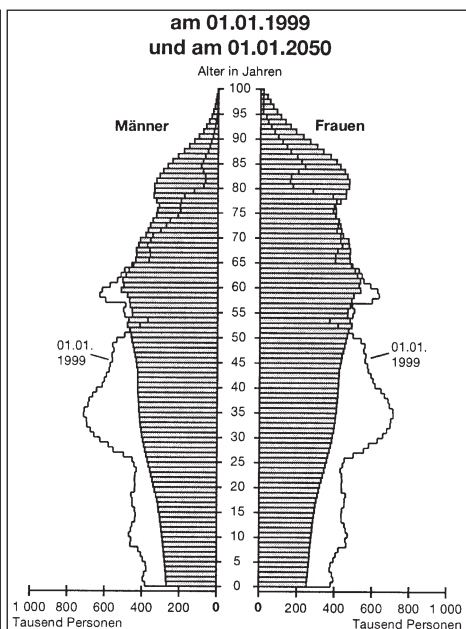 am 01.01.1999
und am 01.01.2050
Alter in Jahren
100
Männer
Frauen
95
90
85
80
75
70
65
60
55
50
01.01.
1999
01.01.
1999
45
40
35
30
25
20
15
10
5
0
1 000 800 600 400 200 0
0 200 400 600 800 1 000
Tausend Personen
Tausend Personen